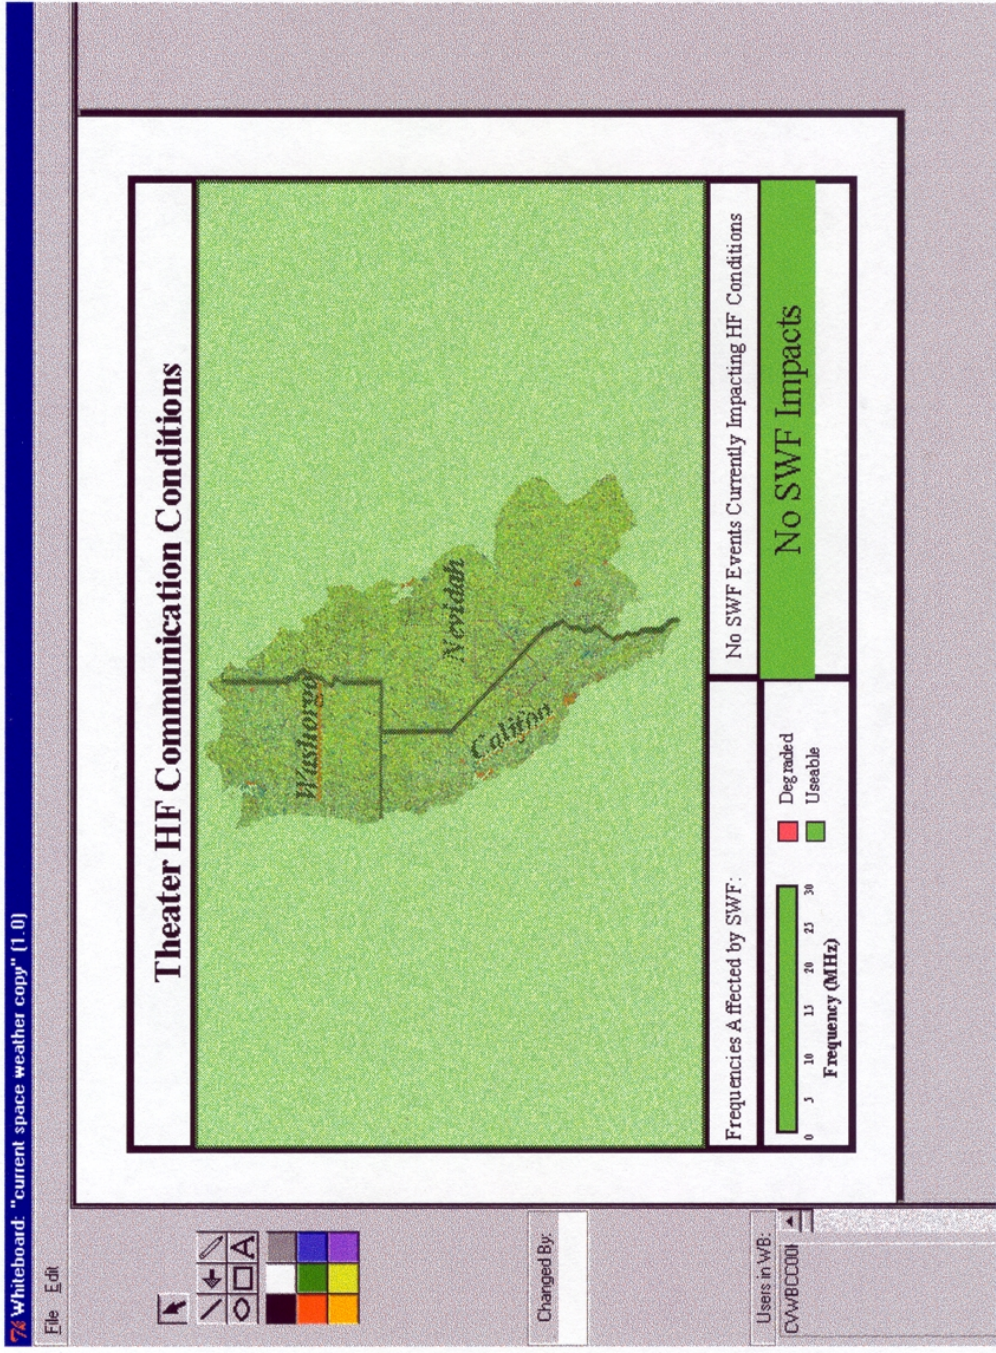 Whiteboard: "current space weather copy" (1.0)
File Edit
Theater HF Communication Conditions
Washoregon
Nevidah
Califon
Frequencies Affected by SWF:
No SWF Events Currently Impacting HF Conditions
Degraded
Useable
0 5 10 15 20 25 30
Frequency (MHz)
No SWF Impacts
A
Changed By:
Users in WB: